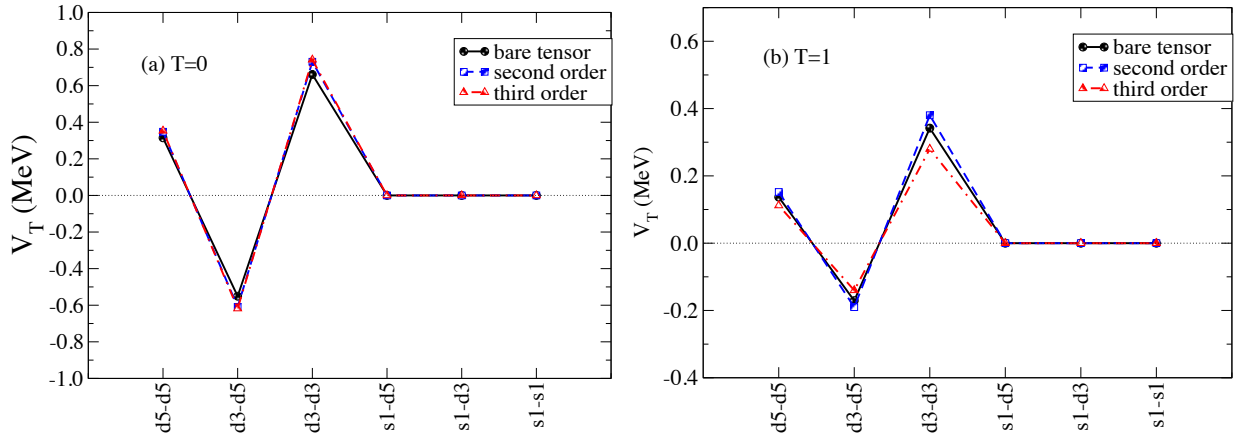 (a) T=0
bare tensor
second order
third order
V_T (MeV)
1.0
0.8
0.6
0.4
0.2
0.0
-0.2
-0.4
-0.6
-0.8
-1.0
d5-d5
d3-d5
d3-d3
s1-d5
s1-d3
s1-s1
(b) T=1
bare tensor
second order
third order
V_T (MeV)
0.6
0.4
0.2
0.0
-0.2
-0.4
d5-d5
d3-d5
d3-d3
s1-d5
s1-d3
s1-s1